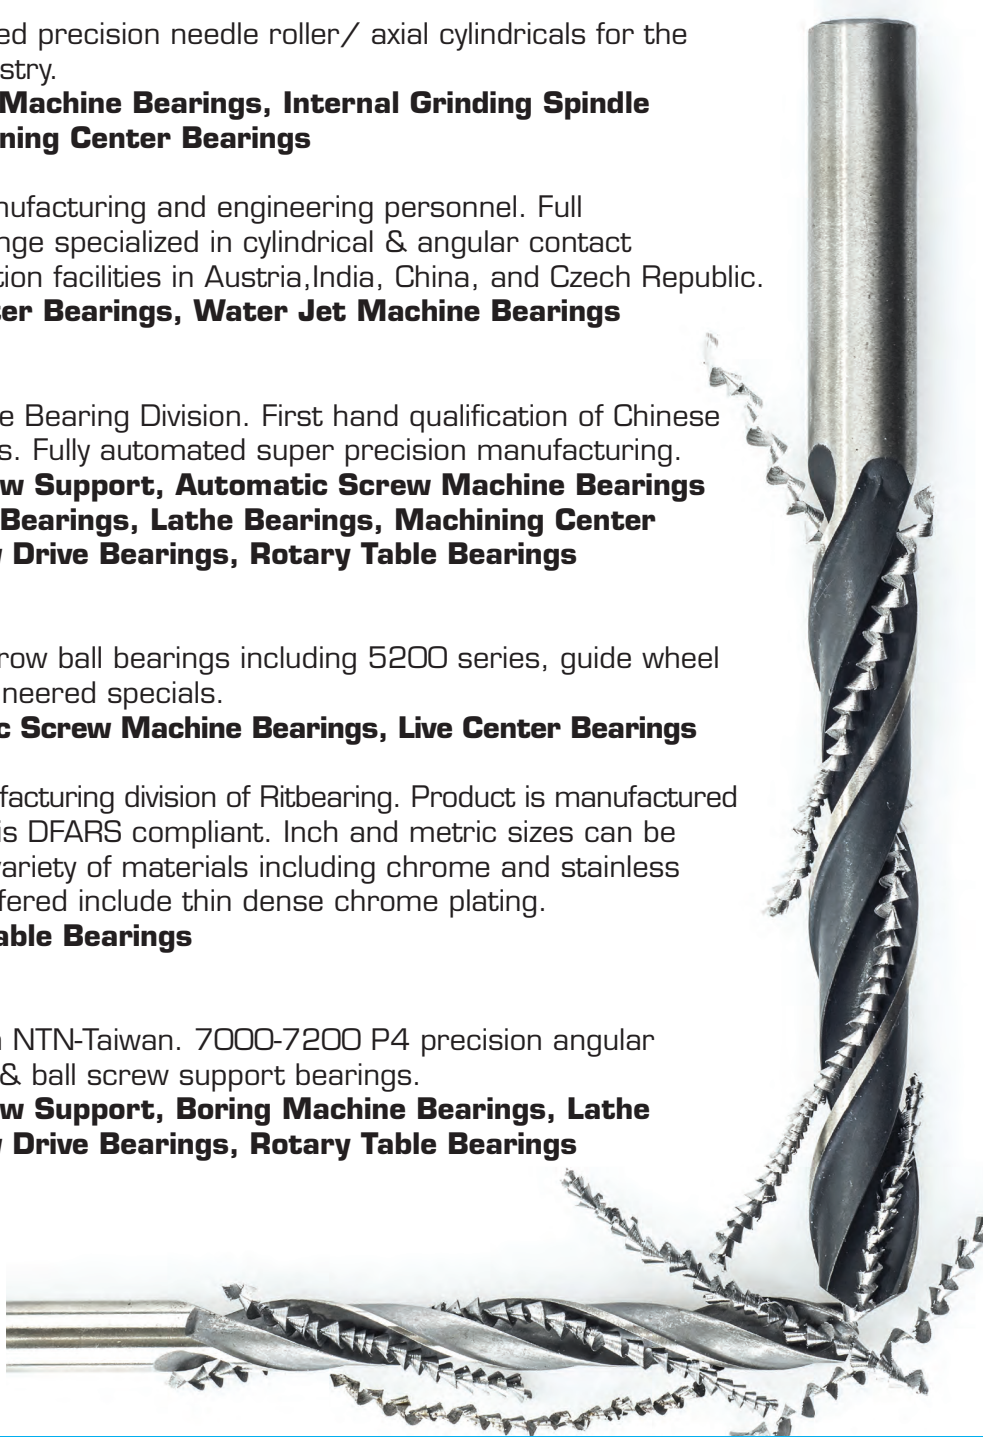 ed precision needle roller/ axial cylindricals for the
stry.
Machine Bearings, Internal Grinding Spindle
ning Center Bearings
nufacturing and engineering personnel. Full
nge specialized in cylindrical & angular contact
tion facilities in Austria,India, China, and Czech Republic.
ter Bearings, Water Jet Machine Bearings
e Bearing Division. First hand qualification of Chinese
s. Fully automated super precision manufacturing.
w Support, Automatic Screw Machine Bearings
Bearings, Lathe Bearings, Machining Center
Drive Bearings, Rotary Table Bearings
row ball bearings including 5200 series, guide wheel
ineered specials.
c Screw Machine Bearings, Live Center Bearings
facturing division of Ritbearing. Product is manufactured
is DFARS compliant. Inch and metric sizes can be
variety of materials including chrome and stainless
ffered include thin dense chrome plating.
able Bearings
NTN-Taiwan. 7000-7200 P4 precision angular
& ball screw support bearings.
w Support, Boring Machine Bearings, Lathe
Drive Bearings, Rotary Table Bearings